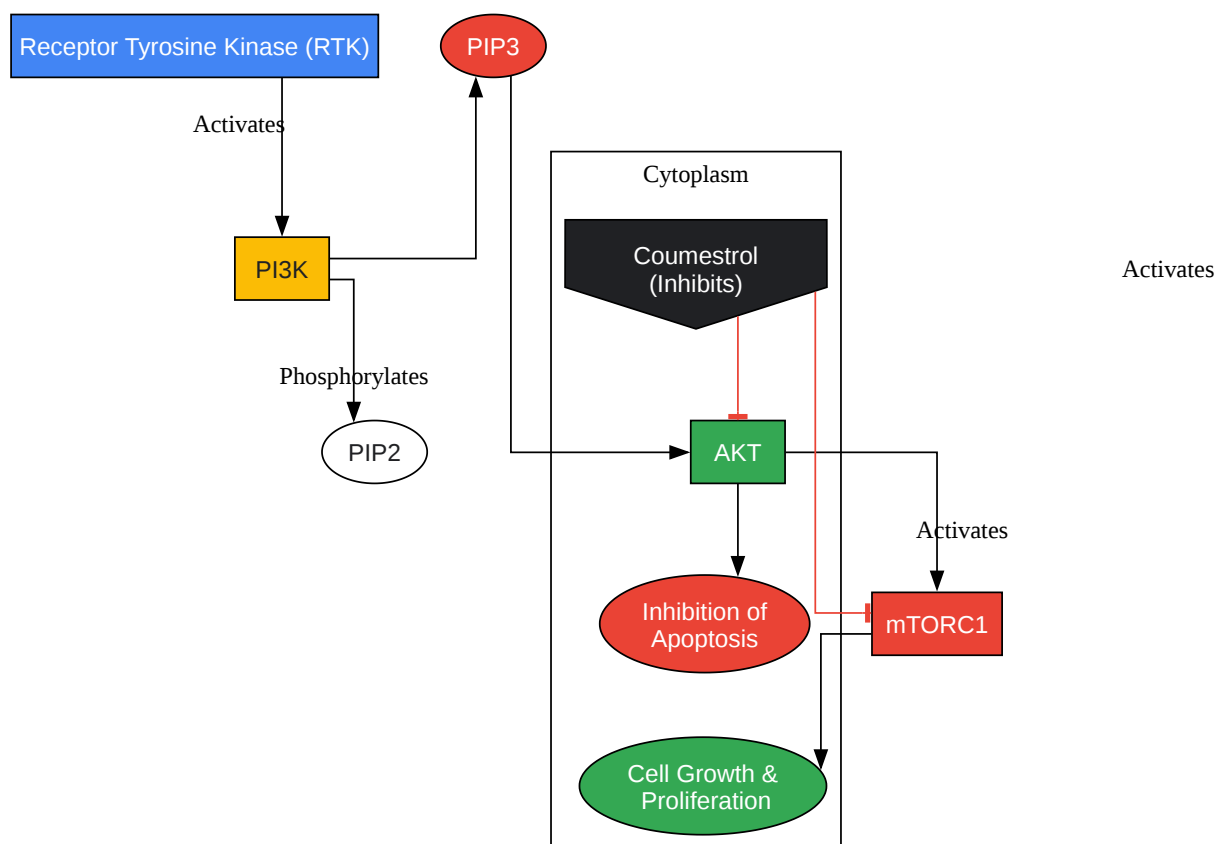 Receptor Tyrosine Kinase (RTK)
PIP3
Activates
Cytoplasm
Coumestrol
(Inhibits)
PI3K
Activates
Phosphorylates
PIP2
AKT
Activates
Inhibition of
Apoptosis
mTORC1
Cell Growth &
Proliferation